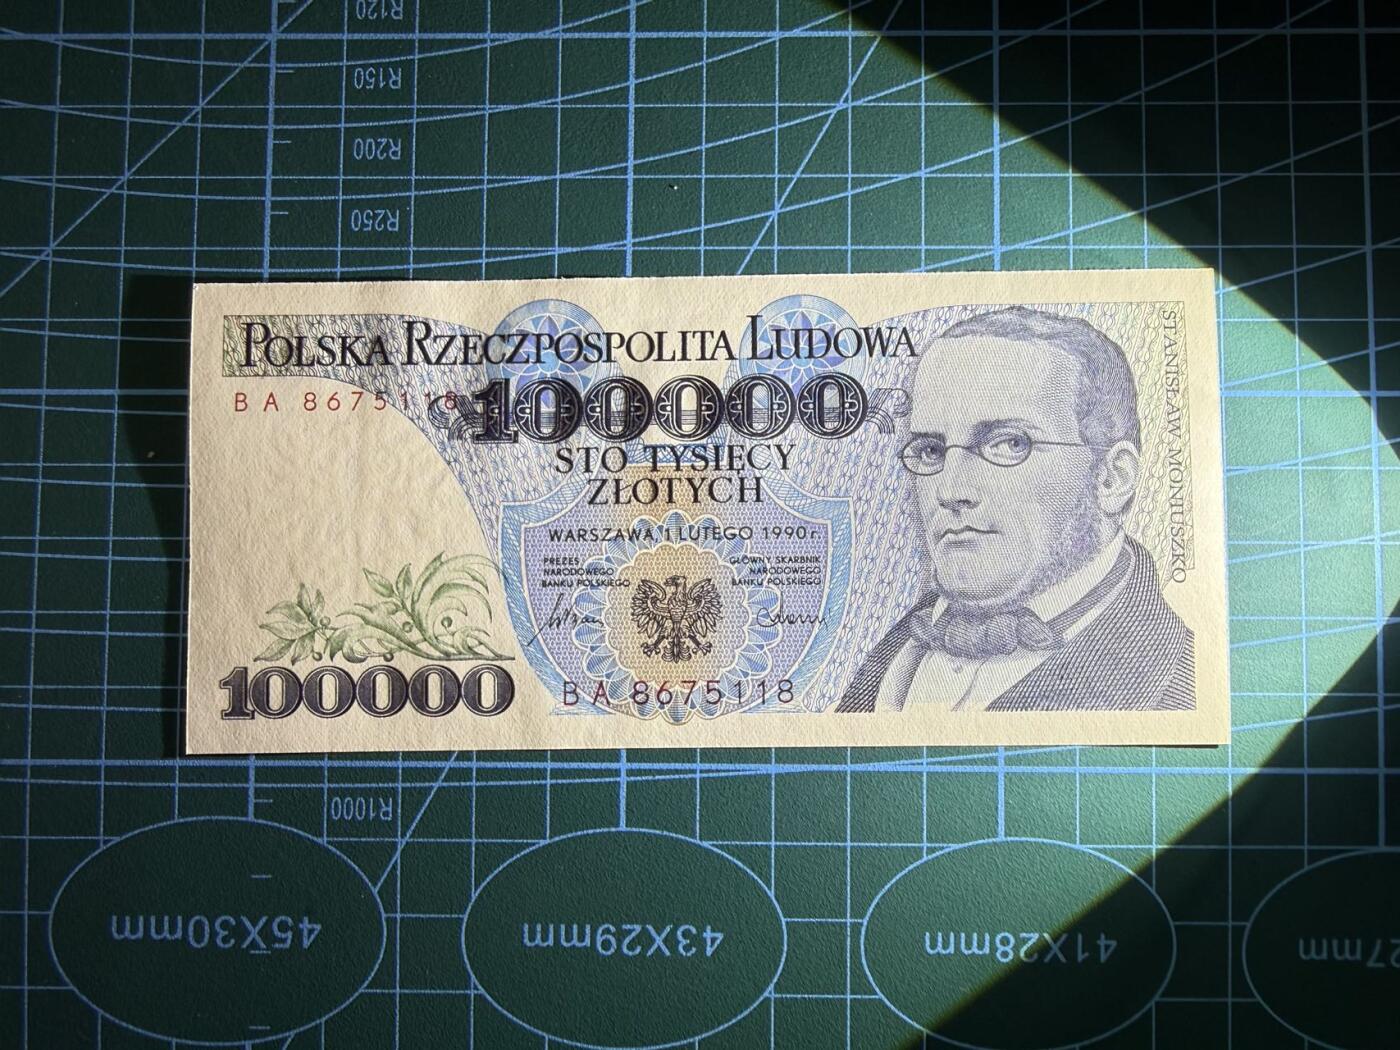 R120
R150
R200
R250
POLSKA RZECZPOSPOLITA LUDOWA
BA 8675118
100000
STO TYSIĘCY
ZŁOTYCH
WARSZAWA, 1 LUTEGO 1990 r.
PREZES
NARODOWEGO
BANKU POLSKIEGO
GŁÓWNY SKARBNIK
NARODOWEGO
BANKU POLSKIEGO
100000
BA 8675118
STANISŁAW MONIUSZKO
R1000
45X30mm
43X29mm
41X28mm
27mm